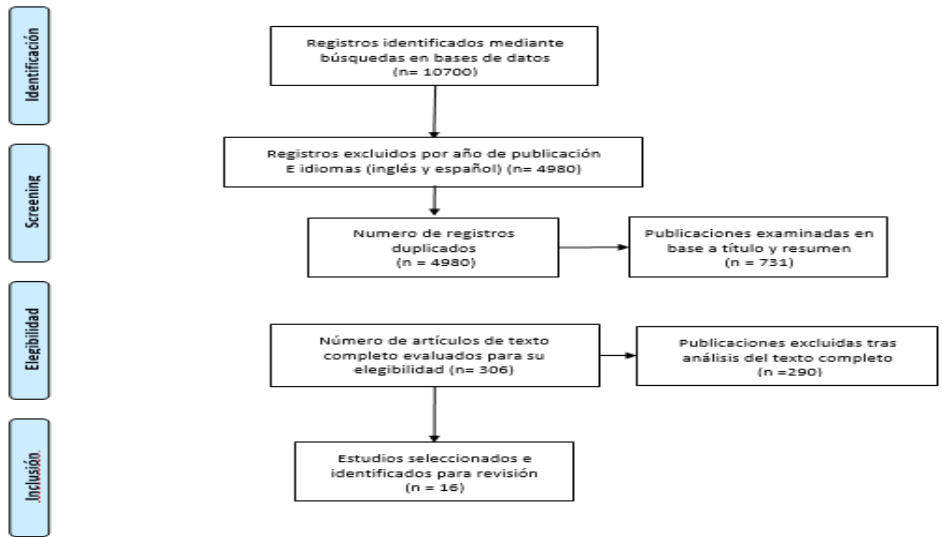 Identificación
Registros identificados mediante
búsquedas en bases de datos
(n= 10700)
Screening
Registros excluidos por año de publicación
E idiomas (inglés y español) (n= 4980)
Numero de registros
duplicados
(n = 4980)
Publicaciones examinadas en
base a título y resumen
(n = 731)
Elegibilidad
Número de artículos de texto
completo evaluados para su
elegibilidad (n= 306)
Publicaciones excluidas tras
análisis del texto completo
(n =290)
Inclusión
Estudios seleccionados e
identificados para revisión
(n = 16)